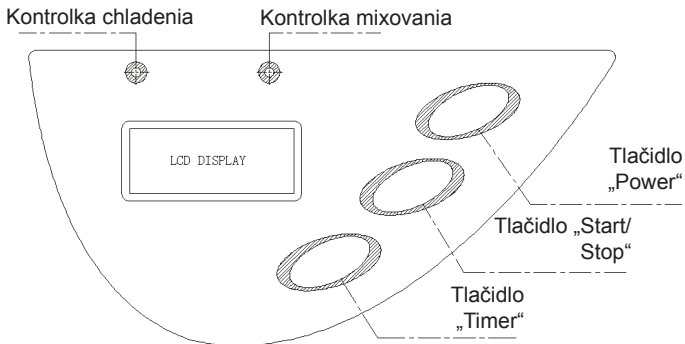 Kontrolka chladenia
Kontrolka mixovania
LCD DISPLAY
Tlačidlo
„Power“
Tlačidlo „Start/
Stop“
Tlačidlo
„Timer“